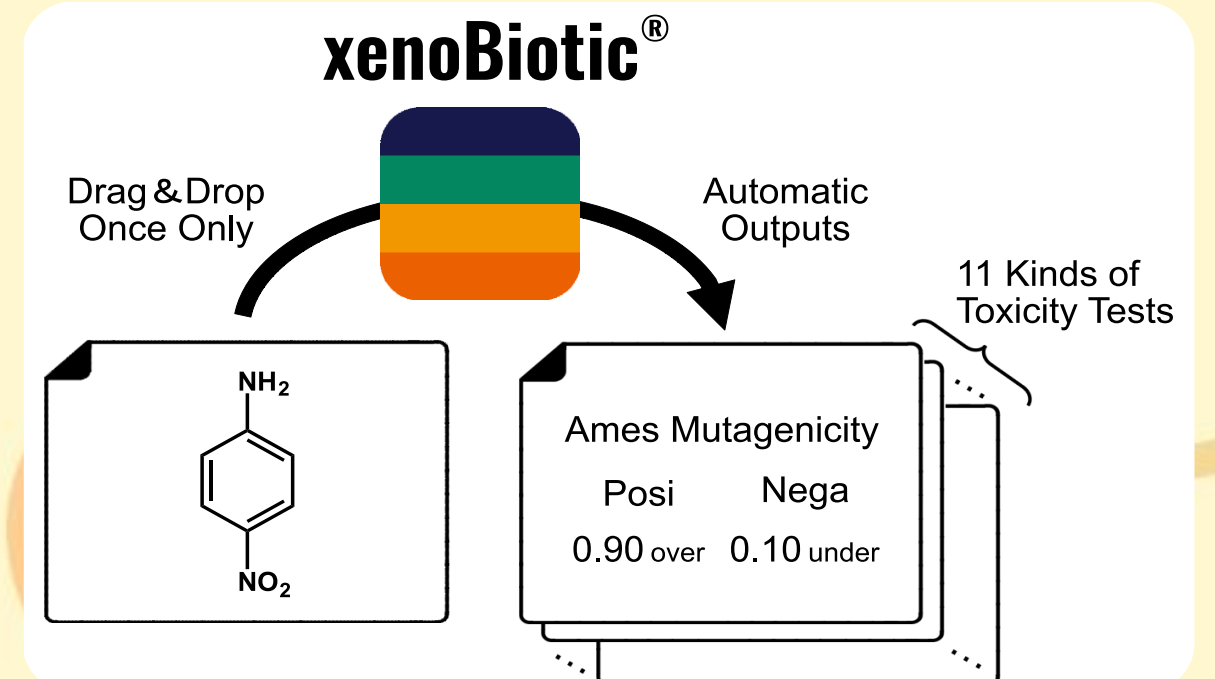 xenoBiotic®
Drag & Drop
Once Only
Automatic
Outputs
11 Kinds of
Toxicity Tests
NH₂
NO₂
Ames Mutagenicity
Posi Nega
0.90 over 0.10 under